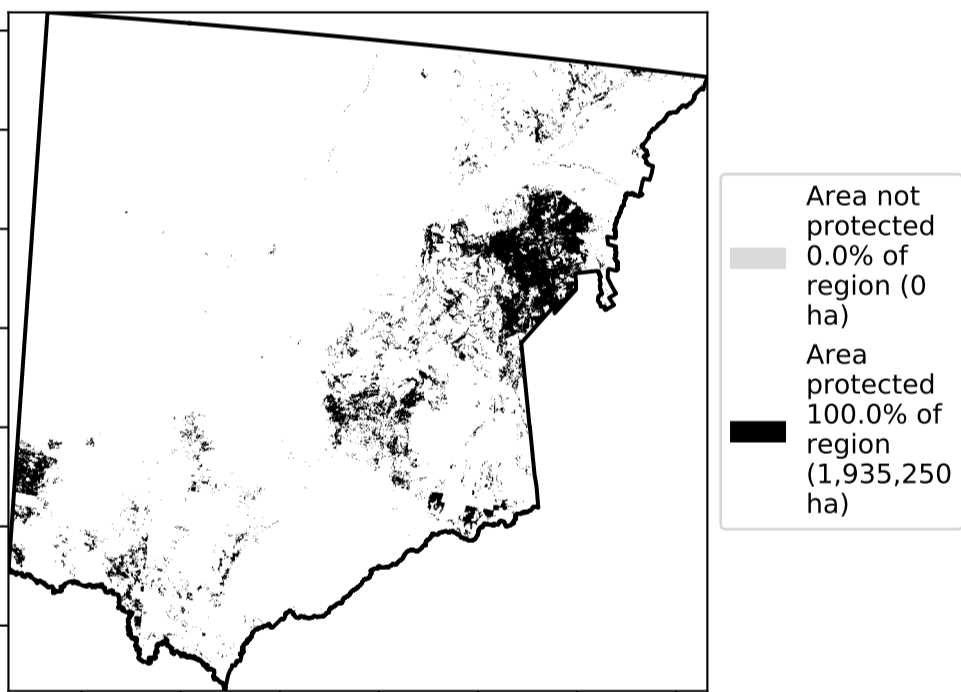 Area not
protected
0.0% of
region (0
ha)
Area
protected
100.0% of
region
(1,935,250
ha)